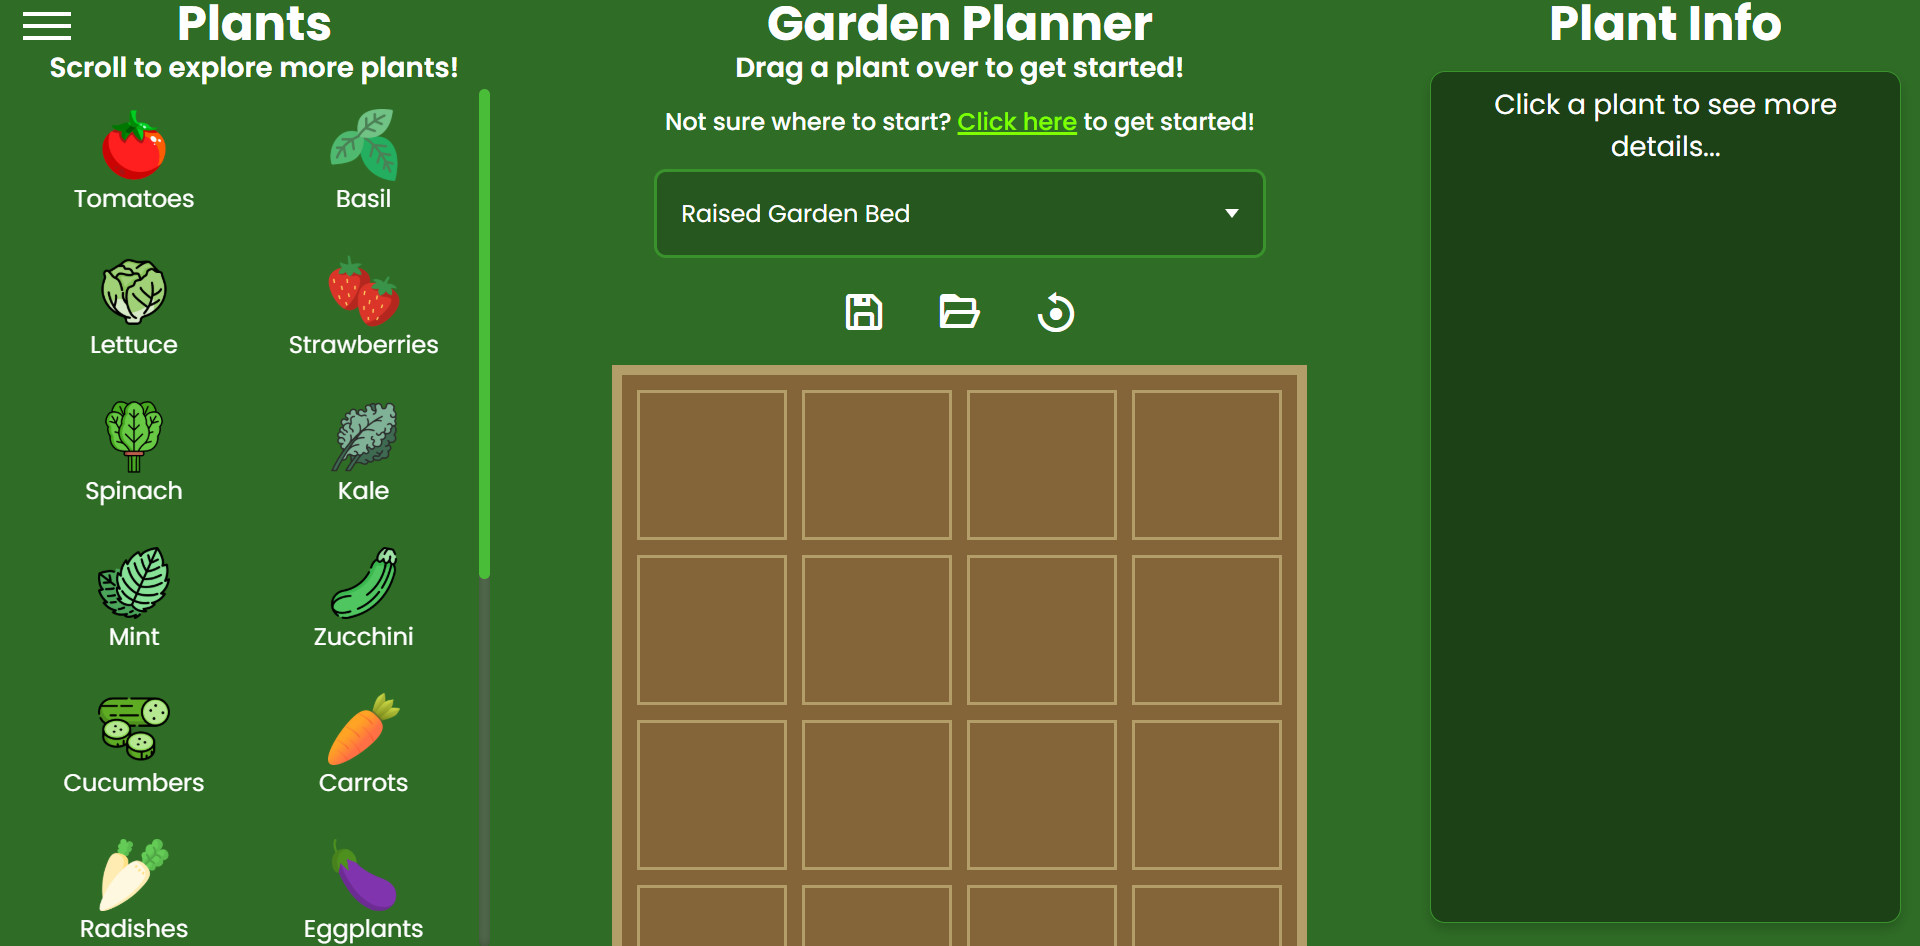 Plants
Scroll to explore more plants!
Tomatoes
Basil
Lettuce
Strawberries
Spinach
Kale
Mint
Zucchini
Cucumbers
Carrots
Radishes
Eggplants
Garden Planner
Drag a plant over to get started!
Not sure where to start? Click here to get started!
Raised Garden Bed
Plant Info
Click a plant to see more
details...